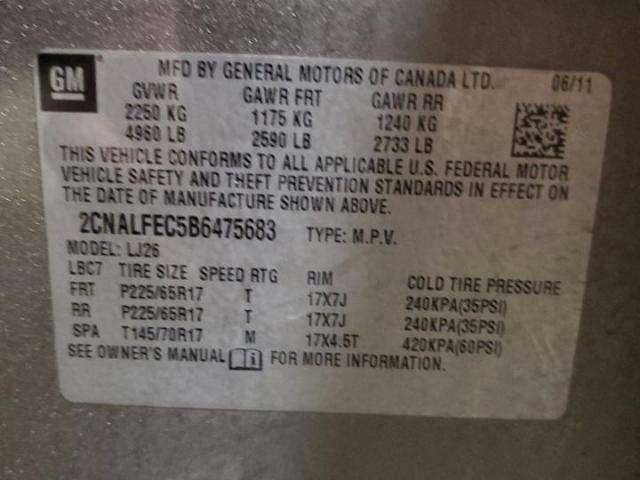 GM
MFD BY GENERAL MOTORS OF CANADA LTD. 06/11
GVWR GAWR FRT GAWR RR
2250 KG 1175 KG 1240 KG
4960 LB 2590 LB 2733 LB
THIS VEHICLE CONFORMS TO ALL APPLICABLE U.S. FEDERAL MOTOR
VEHICLE SAFETY AND THEFT PREVENTION STANDARDS IN EFFECT ON
THE DATE OF MANUFACTURE SHOWN ABOVE.
2CNALFEC5B6475683 TYPE: M.P.V.
MODEL: LJ26
LBC7 TIRE SIZE SPEED RTG RIM COLD TIRE PRESSURE
FRT P225/65R17 T 17X7J 240KPA(35PSI)
RR P225/65R17 T 17X7J 240KPA(35PSI)
SPA T145/70R17 M 17X4.5T 420KPA(60PSI)
SEE OWNER'S MANUAL i FOR MORE INFORMATION.